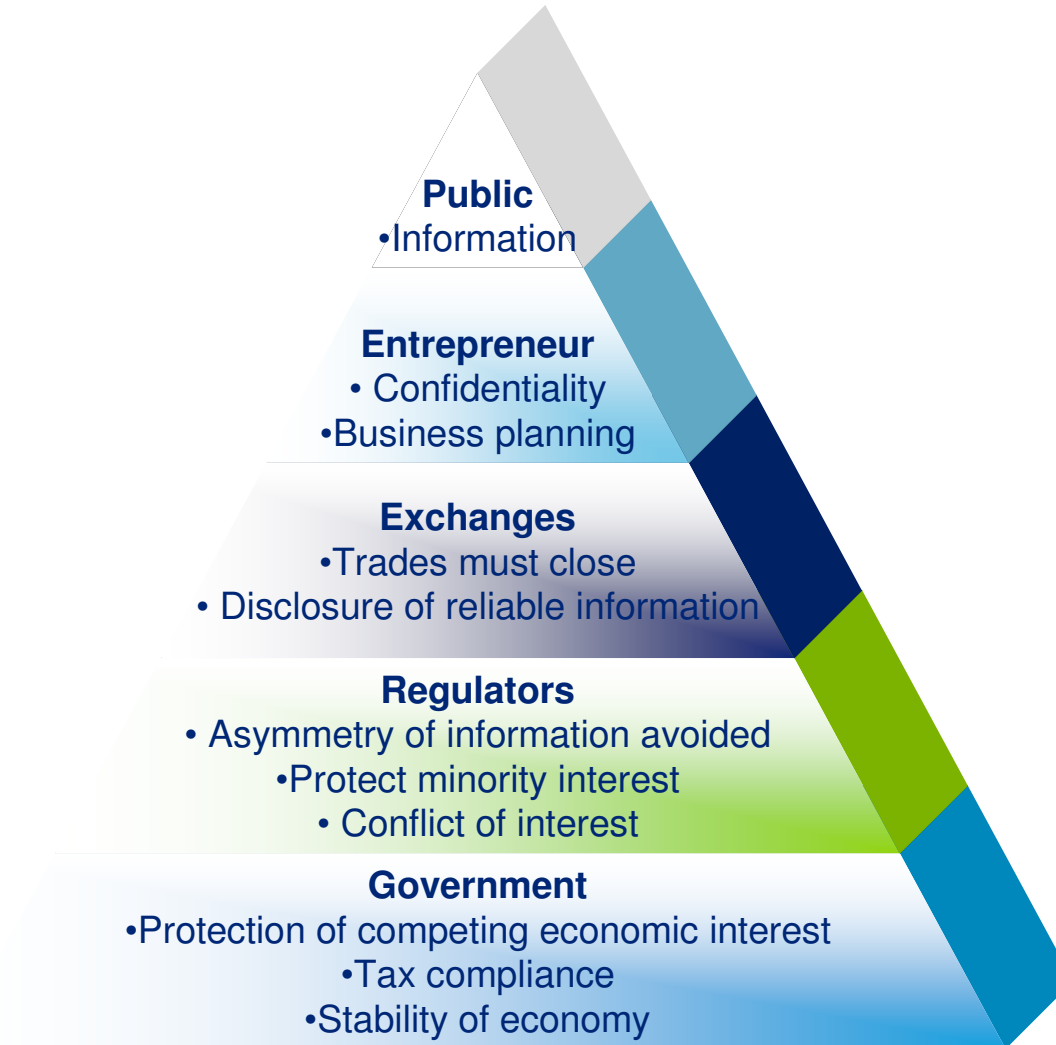 Public
•Information
Entrepreneur
• Confidentiality
•Business planning
Exchanges
•Trades must close
• Disclosure of reliable information
Regulators
• Asymmetry of information avoided
•Protect minority interest
• Conflict of interest
Government
•Protection of competing economic interest
•Tax compliance
•Stability of economy